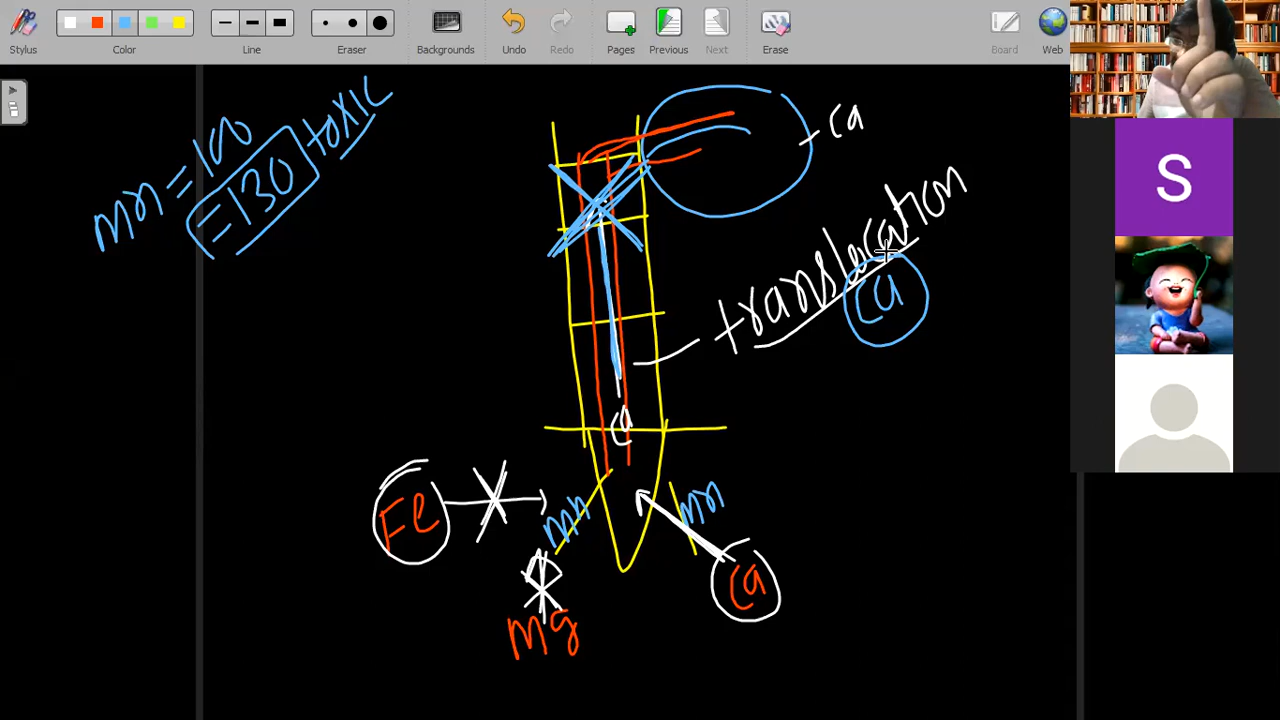 Stylus
Color
Line
Eraser
Backgrounds
Undo
Redo
Pages
Previous
Next
Erase
Board
Web
S
mn = 100
= 130 toxic
Ca
translocation
Ca
Ca
Fe
mn
mn
Mg
Ca